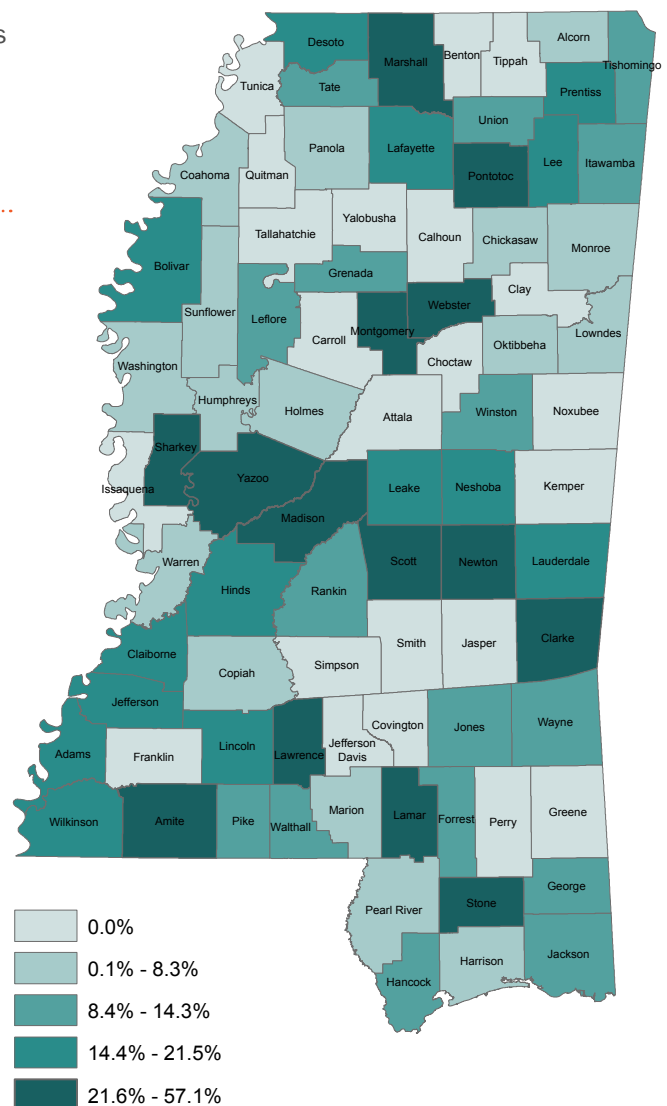 s
Desoto
Marshall
Benton
Tippah
Alcorn
Tishomingo
Tunica
Tate
Prentiss
Union
Panola
Lafayette
Lee
Itawamba
Coahoma
Quitman
Pontotoc
..
Yalobusha
Tallahatchie
Calhoun
Chickasaw
Monroe
Bolivar
Grenada
Clay
Sunflower
Leflore
Webster
Carroll
Montgomery
Lowndes
Oktibbeha
Washington
Choctaw
Humphreys
Holmes
Attala
Winston
Noxubee
Sharkey
Yazoo
Issaquena
Leake
Neshoba
Kemper
Madison
Warren
Scott
Newton
Lauderdale
Hinds
Rankin
Claiborne
Smith
Jasper
Clarke
Copiah
Simpson
Jefferson
Covington
Jones
Wayne
Adams
Franklin
Lincoln
Lawrence
Jefferson
Davis
Wilkinson
Amite
Pike
Walthall
Marion
Lamar
Forrest
Perry
Greene
Pearl River
Stone
George
Hancock
Harrison
Jackson
0.0%
0.1% - 8.3%
8.4% - 14.3%
14.4% - 21.5%
21.6% - 57.1%